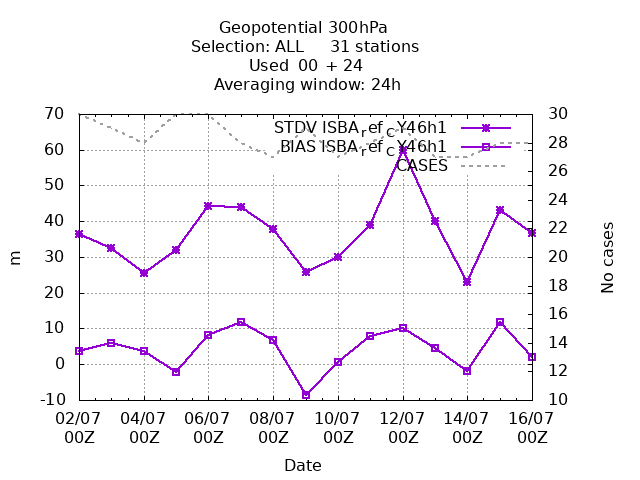 Geopotential 300hPa
Selection: ALL 31 stations
Used 00 + 24
Averaging window: 24h
STDV ISBA_ref_CY46h1
BIAS ISBA_ref_CY46h1
CASES
70
60
50
40
30
20
10
0
-10
m
30
28
26
24
22
20
18
16
14
12
10
No cases
02/07 04/07 06/07 08/07 10/07 12/07 14/07 16/07
00Z 00Z 00Z 00Z 00Z 00Z 00Z 00Z
Date